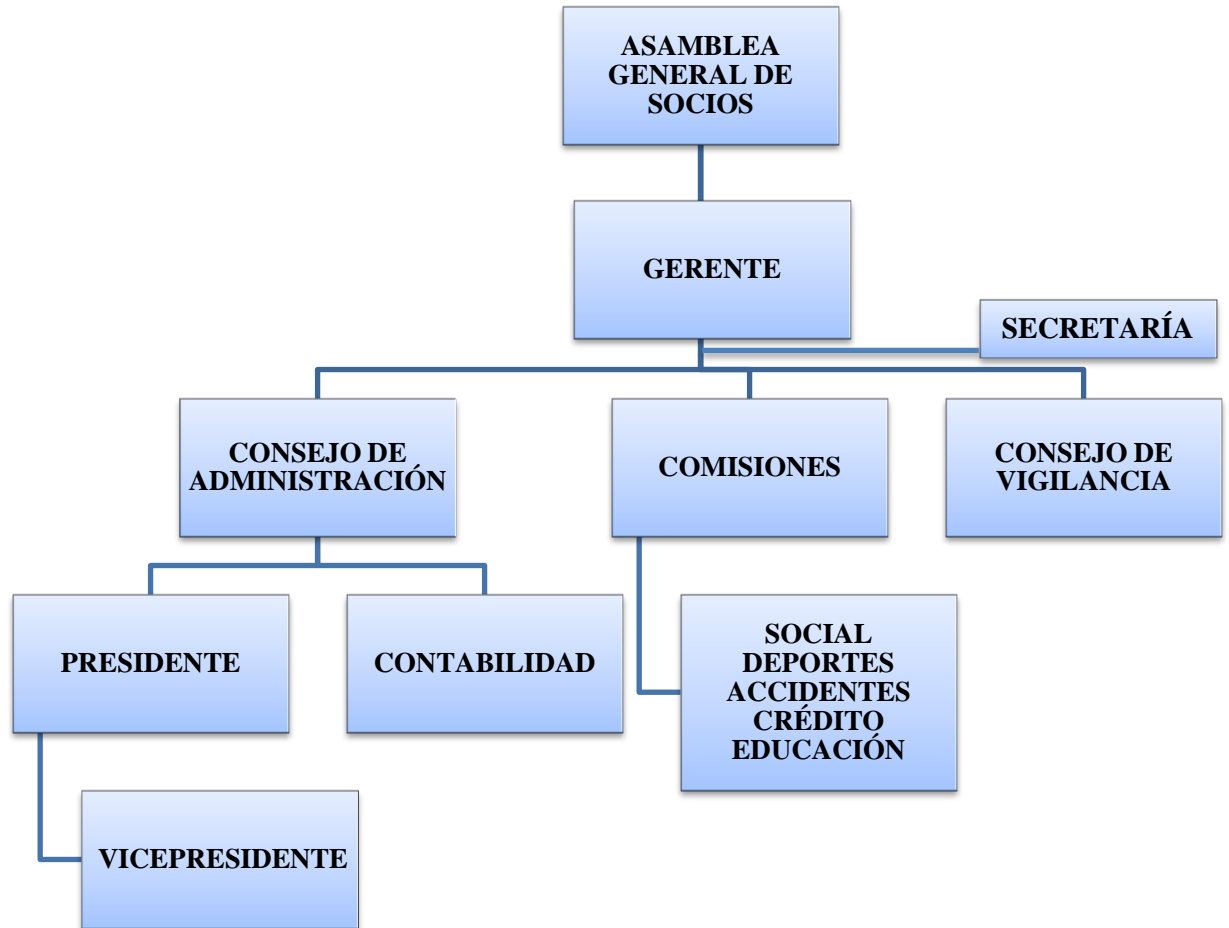 ASAMBLEA
GENERAL DE
SOCIOS
GERENTE
SECRETARÍA
CONSEJO DE
ADMINISTRACIÓN
COMISIONES
CONSEJO DE
VIGILANCIA
PRESIDENTE
CONTABILIDAD
SOCIAL
DEPORTES
ACCIDENTES
CRÉDITO
EDUCACIÓN
VICEPRESIDENTE